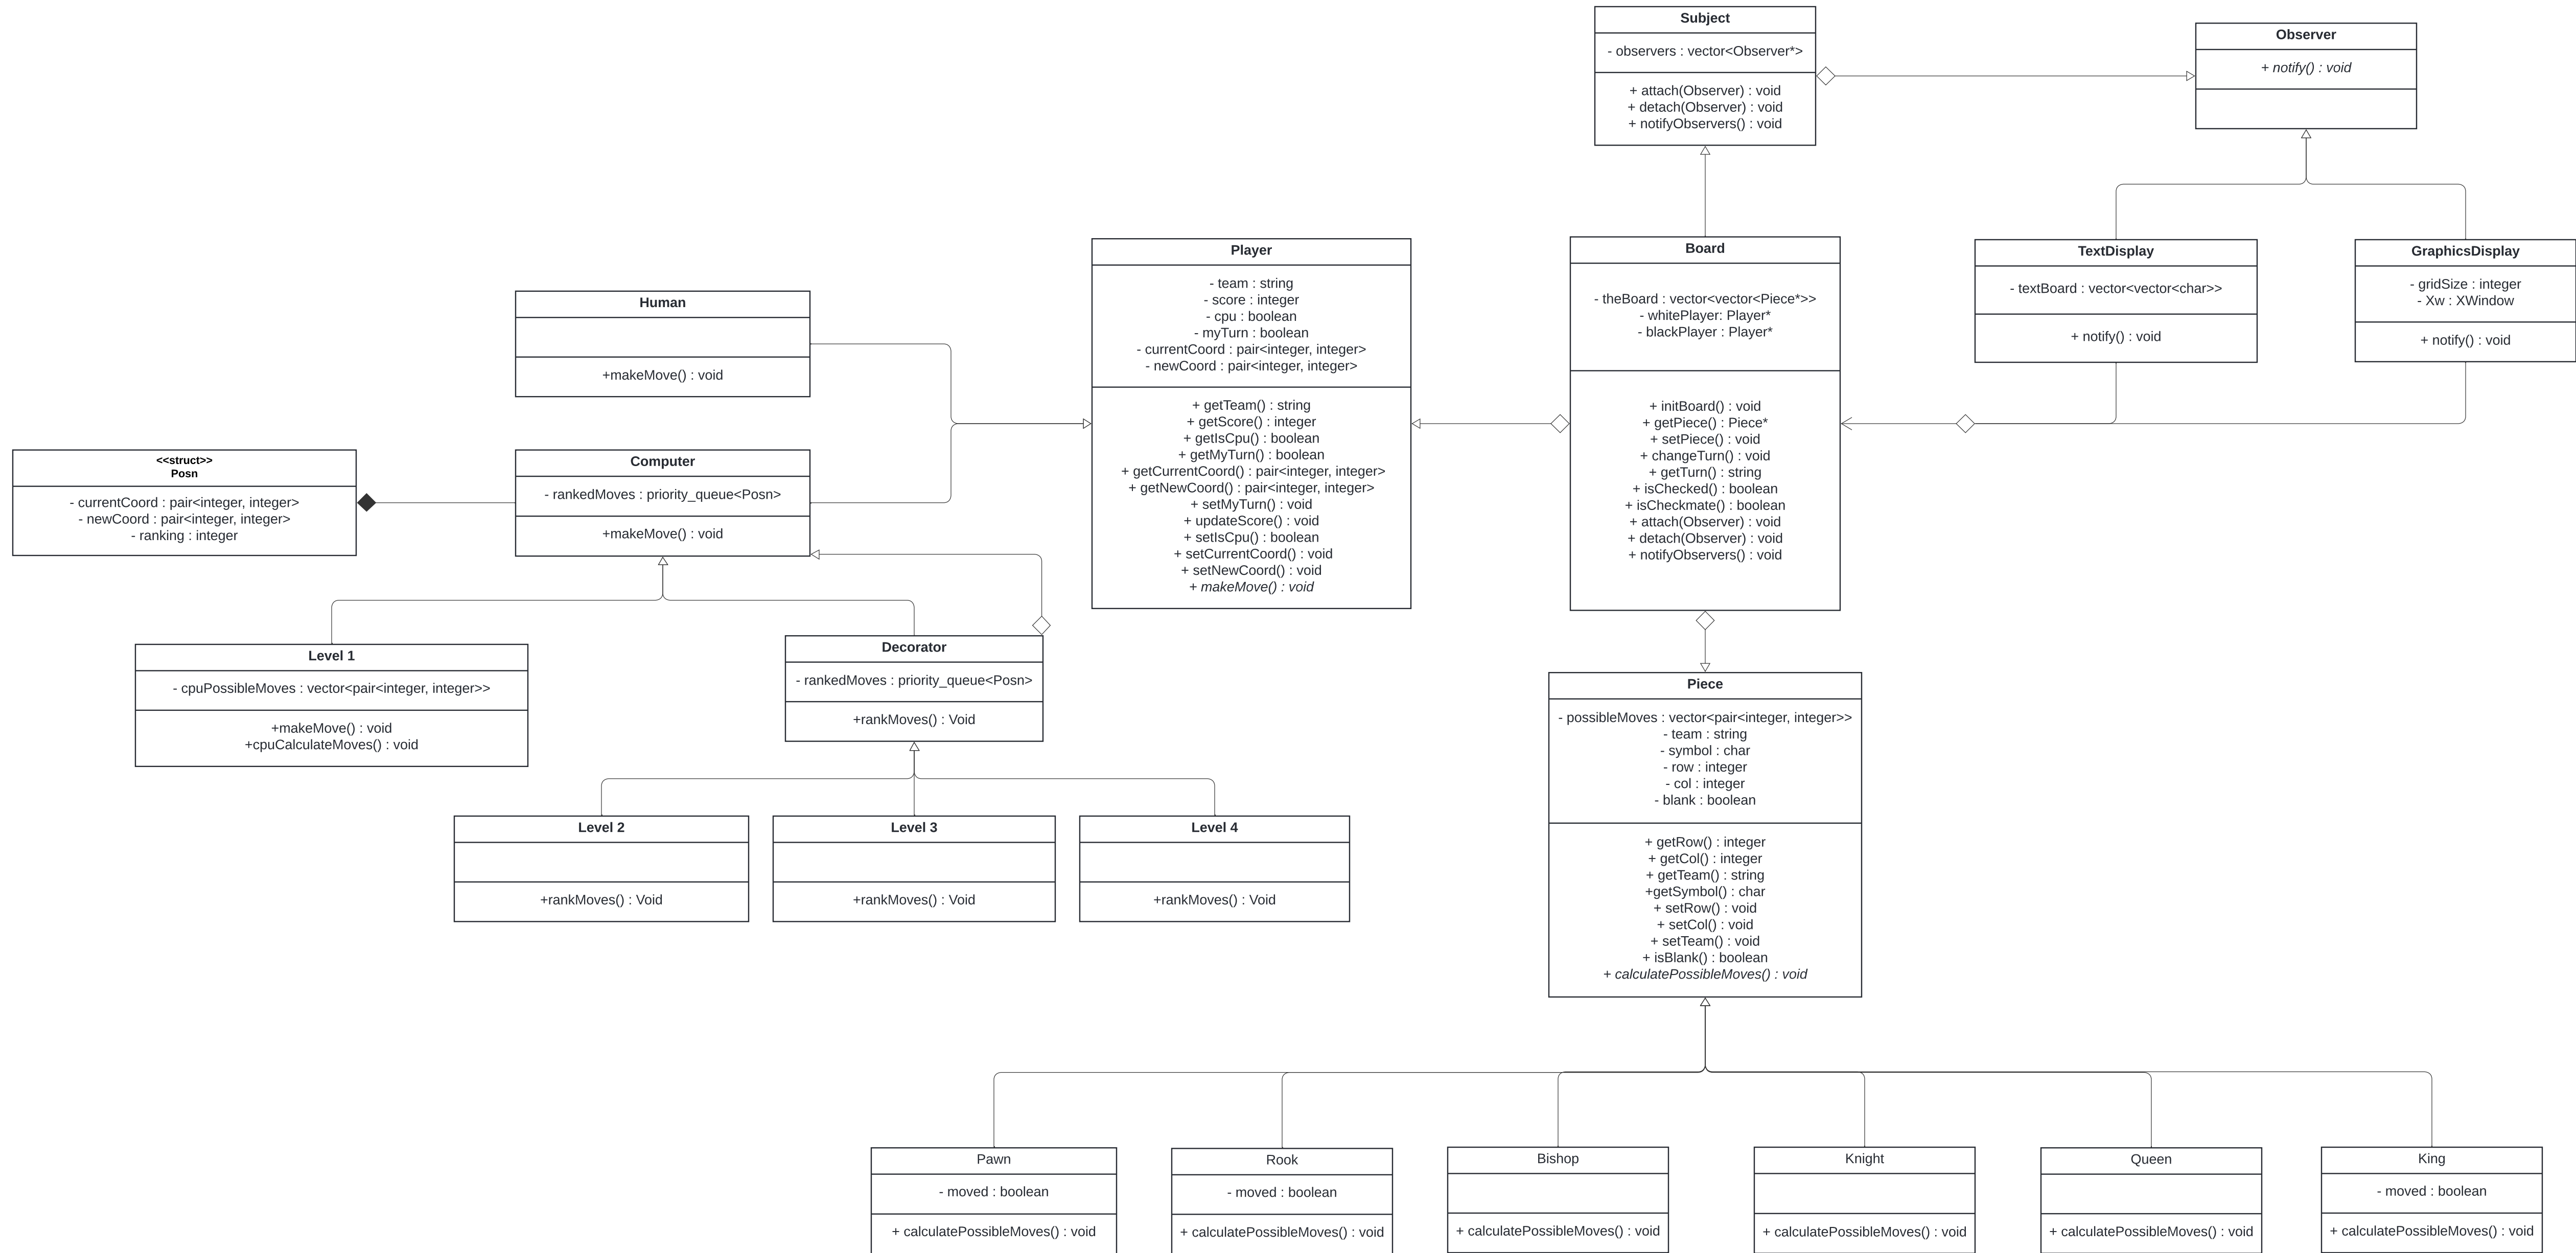 Subject
- observers : vector<Observer*>
+ attach(Observer) : void
+ detach(Observer) : void
+ notifyObservers() : void
Observer
+ notify() : void
Player
- team : string
- score : integer
- cpu : boolean
- myTurn : boolean
- currentCoord : pair<integer, integer>
- newCoord : pair<integer, integer>
+ getTeam() : string
+ getScore() : integer
+ getIsCpu() : boolean
+ getMyTurn() : boolean
+ getCurrentCoord() : pair<integer, integer>
+ getNewCoord() : pair<integer, integer>
+ setMyTurn() : void
+ updateScore() : void
+ setIsCpu() : boolean
+ setCurrentCoord() : void
+ setNewCoord() : void
+ makeMove() : void
Board
- theBoard : vector<vector<Piece*>>
- whitePlayer: Player*
- blackPlayer : Player*
+ initBoard() : void
+ getPiece() : Piece*
+ setPiece() : void
+ changeTurn() : void
+ getTurn() : string
+ isChecked() : boolean
+ isCheckmate() : boolean
+ attach(Observer) : void
+ detach(Observer) : void
+ notifyObservers() : void
TextDisplay
- textBoard : vector<vector<char>>
+ notify() : void
GraphicsDisplay
- gridSize : integer
- Xw : XWindow
+ notify() : void
Human
+makeMove() : void
<<struct>>
Posn
- currentCoord : pair<integer, integer>
- newCoord : pair<integer, integer>
- ranking : integer
Computer
- rankedMoves : priority_queue<Posn>
+makeMove() : void
Level 1
- cpuPossibleMoves : vector<pair<integer, integer>>
+makeMove() : void
+cpuCalculateMoves() : void
Decorator
- rankedMoves : priority_queue<Posn>
+rankMoves() : Void
Level 2
+rankMoves() : Void
Level 3
+rankMoves() : Void
Level 4
+rankMoves() : Void
Piece
- possibleMoves : vector<pair<integer, integer>>
- team : string
- symbol : char
- row : integer
- col : integer
- blank : boolean
+ getRow() : integer
+ getCol() : integer
+ getTeam() : string
+getSymbol() : char
+ setRow() : void
+ setCol() : void
+ setTeam() : void
+ isBlank() : boolean
+ calculatePossibleMoves() : void
Pawn
- moved : boolean
+ calculatePossibleMoves() : void
Rook
- moved : boolean
+ calculatePossibleMoves() : void
Bishop
+ calculatePossibleMoves() : void
Knight
+ calculatePossibleMoves() : void
Queen
+ calculatePossibleMoves() : void
King
- moved : boolean
+ calculatePossibleMoves() : void